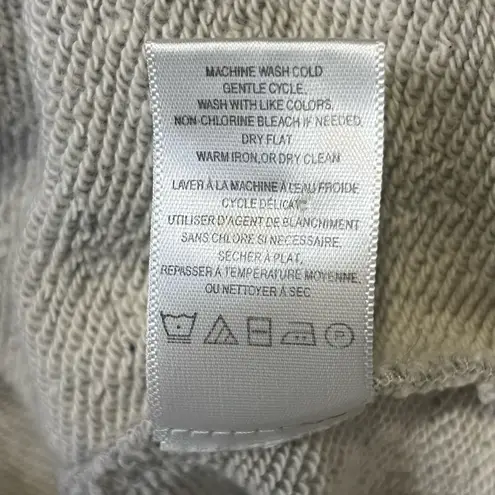 MACHINE WASH COLD
GENTLE CYCLE.
WASH WITH LIKE COLORS.
NON-CHLORINE BLEACH IF NEEDED.
DRY FLAT
WARM IRON, OR DRY CLEAN
LAVER À LA MACHINE À L'EAU FROIDE
CYCLE DÉLICAT.
UTILISER D'AGENT DE BLANCHIMENT
SANS CHLORE SI NÉCESSAIRE,
SÉCHER À PLAT,
REPASSER À TEMPÉRATURE MOYENNE,
OU NETTOYER À SEC
P